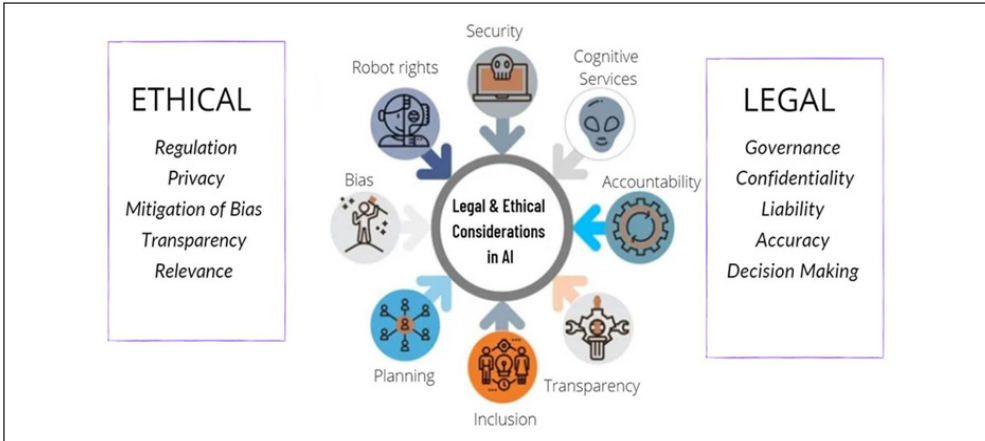 ETHICAL
Regulation
Privacy
Mitigation of Bias
Transparency
Relevance
Security
Robot rights
Cognitive
Services
Bias
Accountability
Legal & Ethical
Considerations
in AI
Planning
Transparency
Inclusion
LEGAL
Governance
Confidentiality
Liability
Accuracy
Decision Making